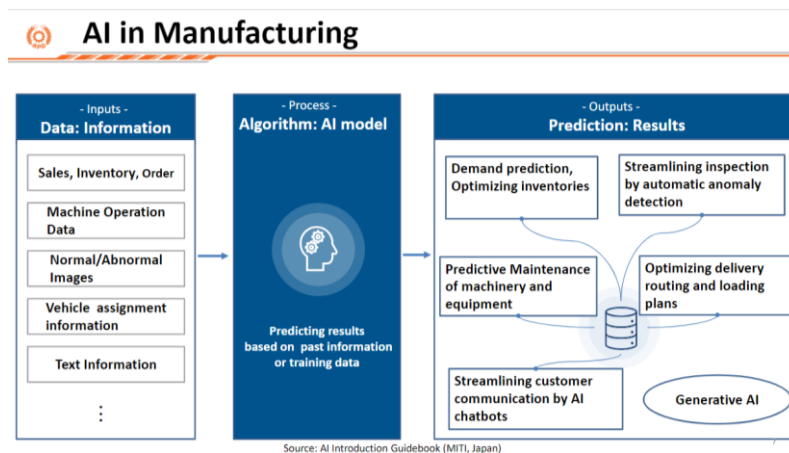 AI in Manufacturing
- Inputs -
Data: Information
Sales, Inventory, Order
Machine Operation
Data
Normal/Abnormal
Images
Vehicle assignment
information
Text Information
⋮
- Process -
Algorithm: AI model
Predicting results
based on past information
or training data
- Outputs -
Prediction: Results
Demand prediction,
Optimizing inventories
Streamlining inspection
by automatic anomaly
detection
Predictive Maintenance
of machinery and
equipment
Optimizing delivery
routing and loading
plans
Streamlining customer
communication by AI
chatbots
Generative AI
Source: AI Introduction Guidebook (MITI, Japan)